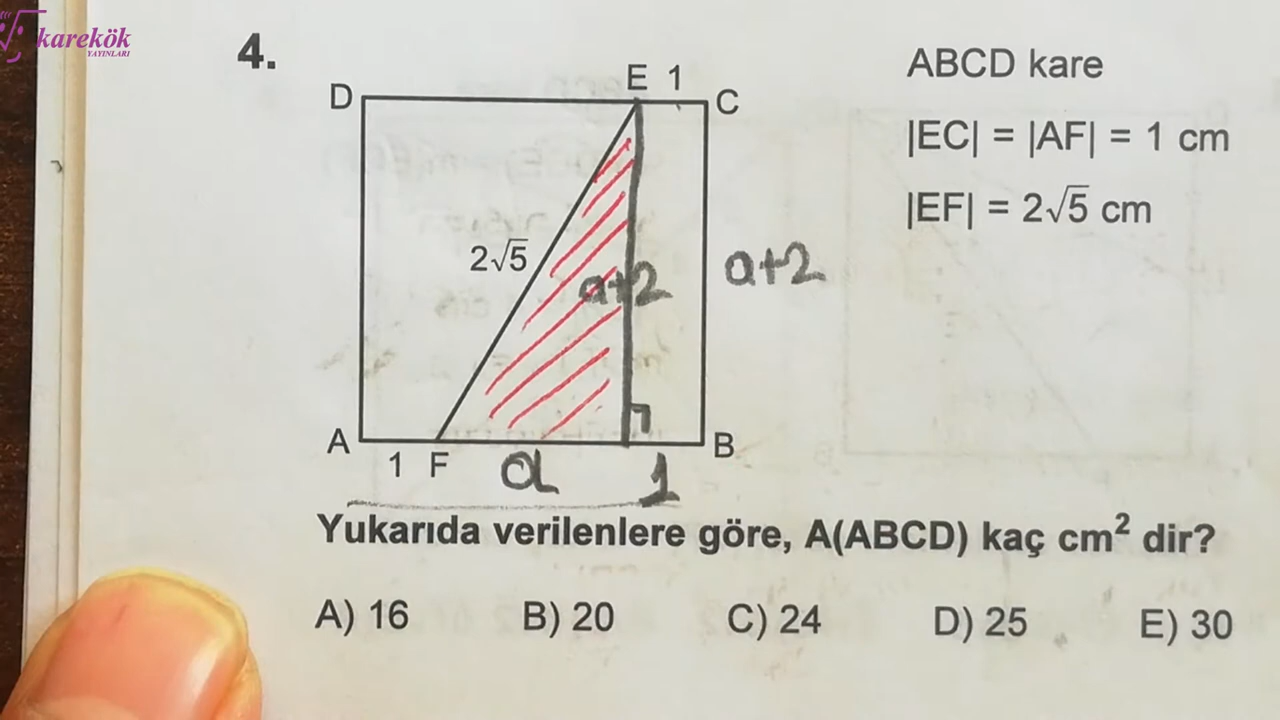 karekök
YAYINLARI
4.
ABCD kare
|EC| = |AF| = 1 cm
|EF| = 2√5 cm
D E 1 C
2√5 a+2 a+2
A 1 F a 1 B
Yukarıda verilenlere göre, A(ABCD) kaç cm² dir?
A) 16 B) 20 C) 24 D) 25 E) 30